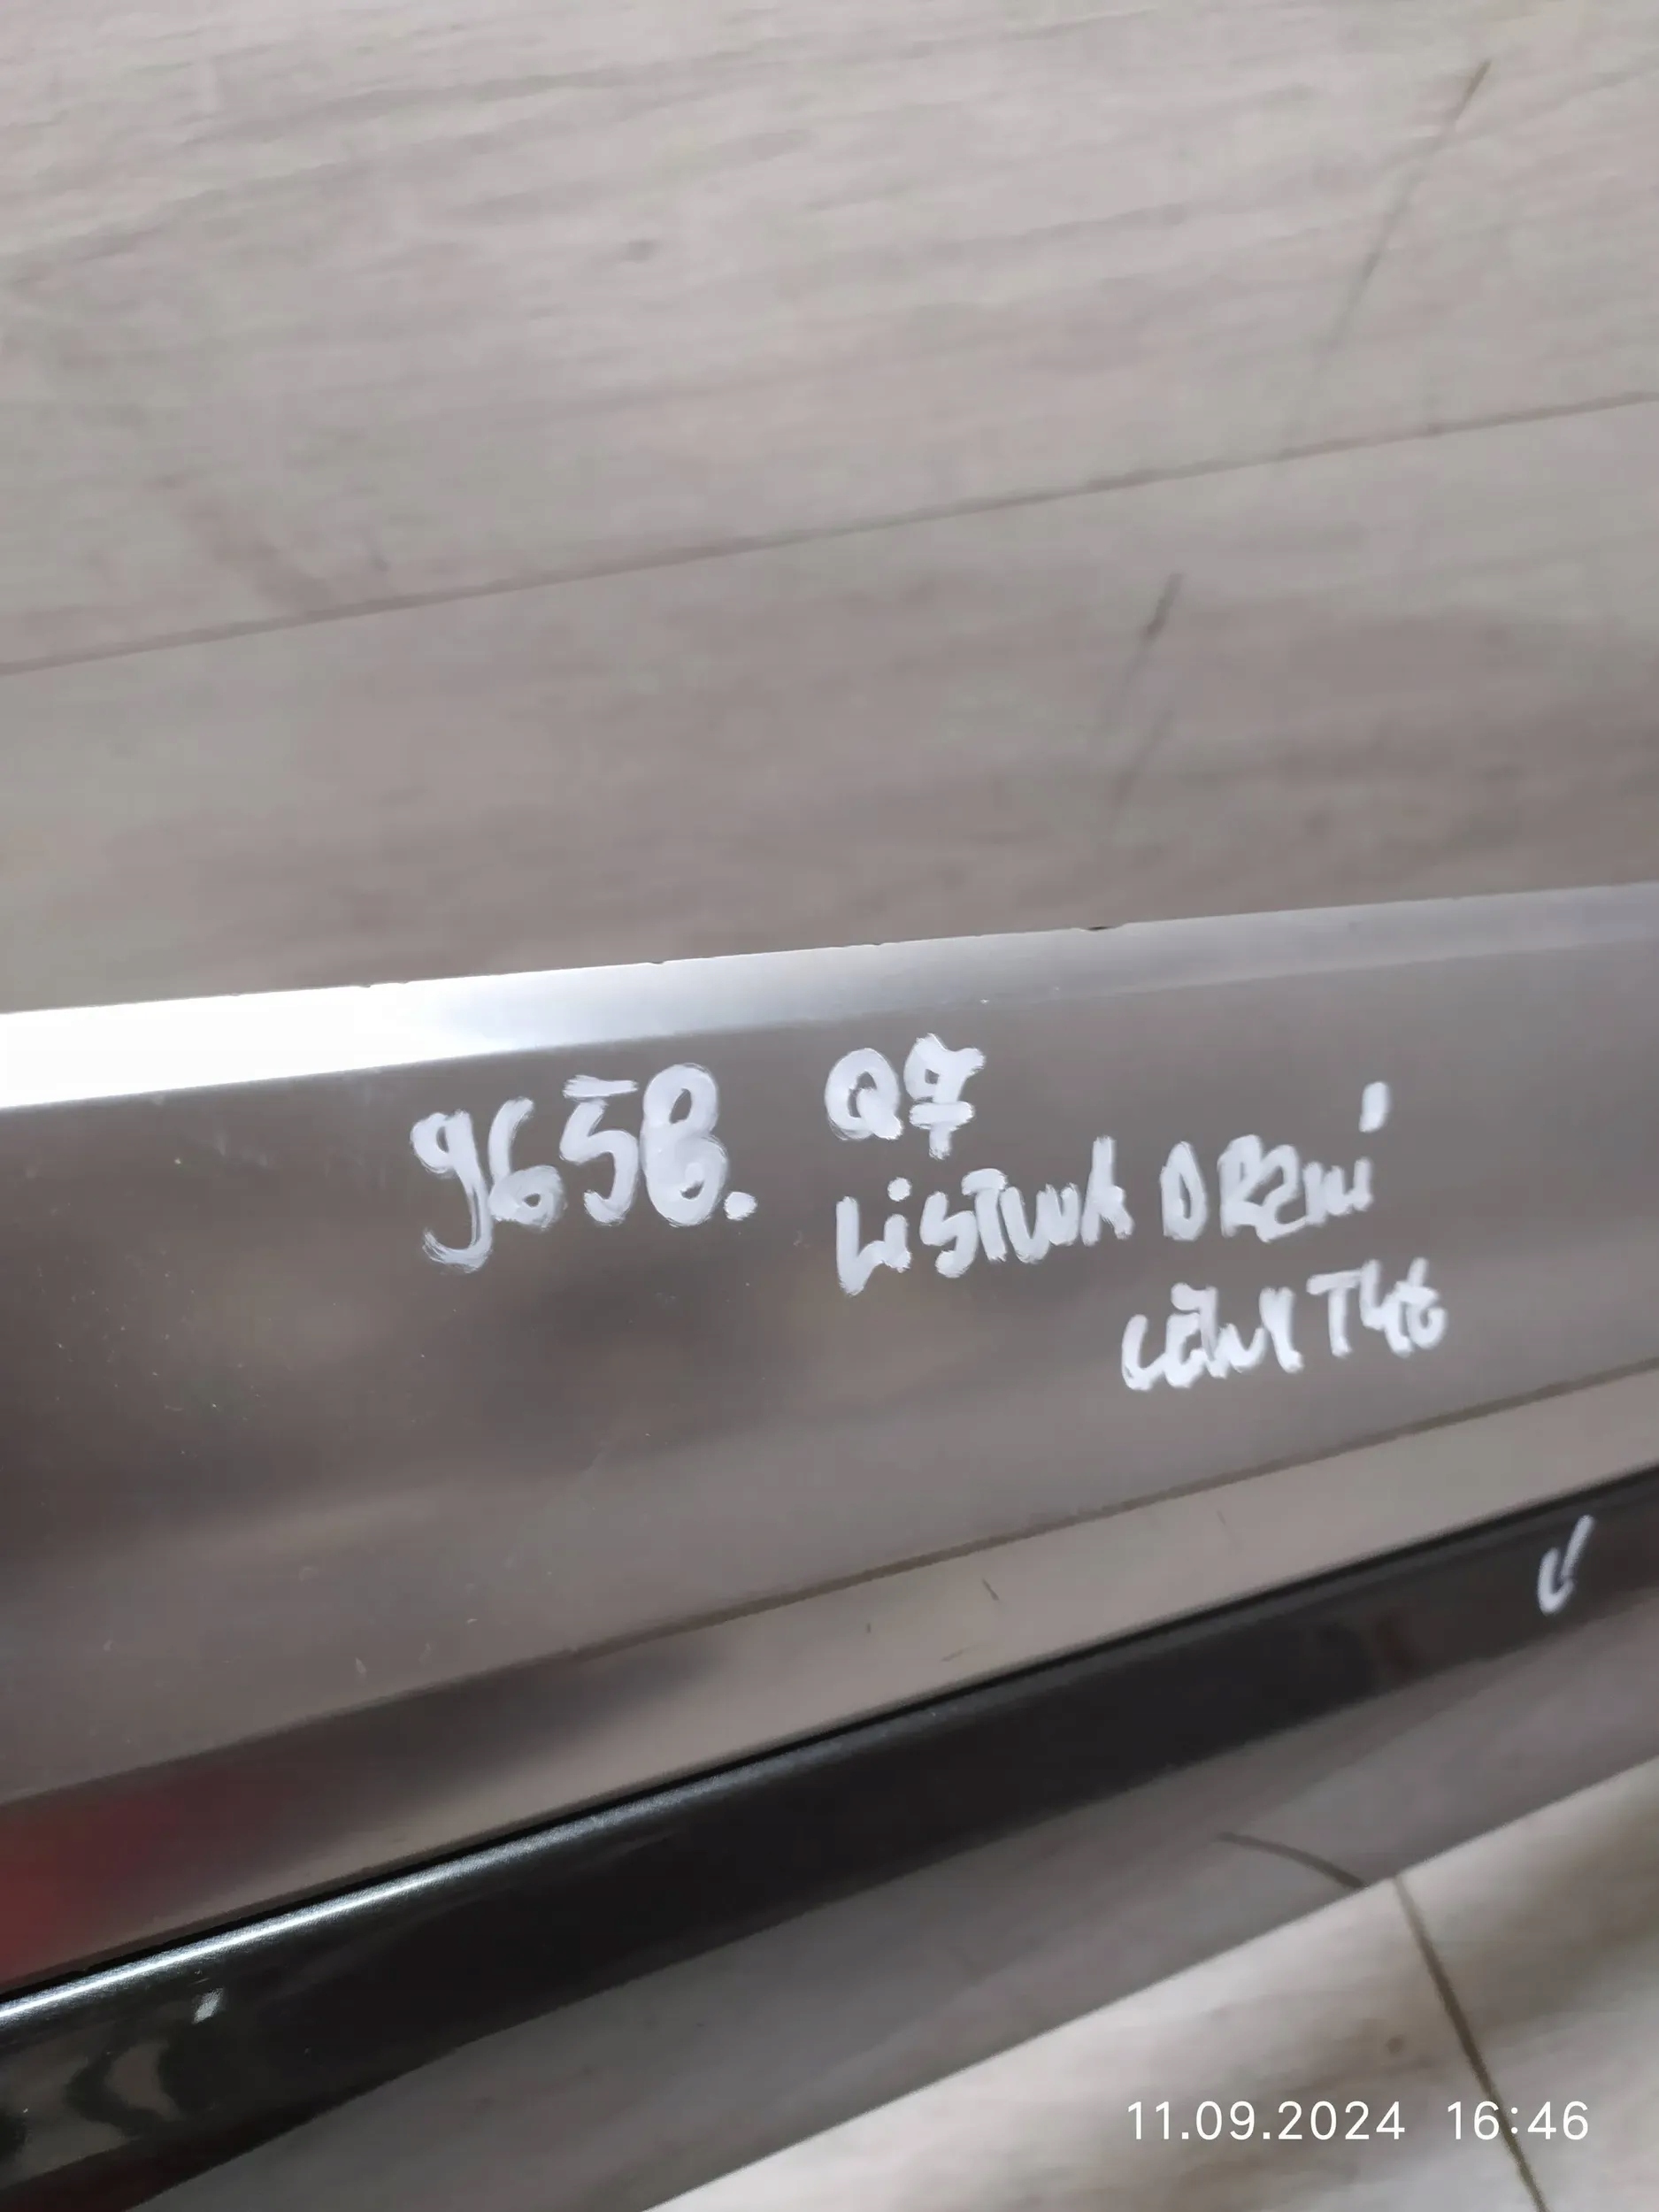 9658. Q7
LiSTWA DRZWI
LEWY TYŁ
11.09.2024 16:46